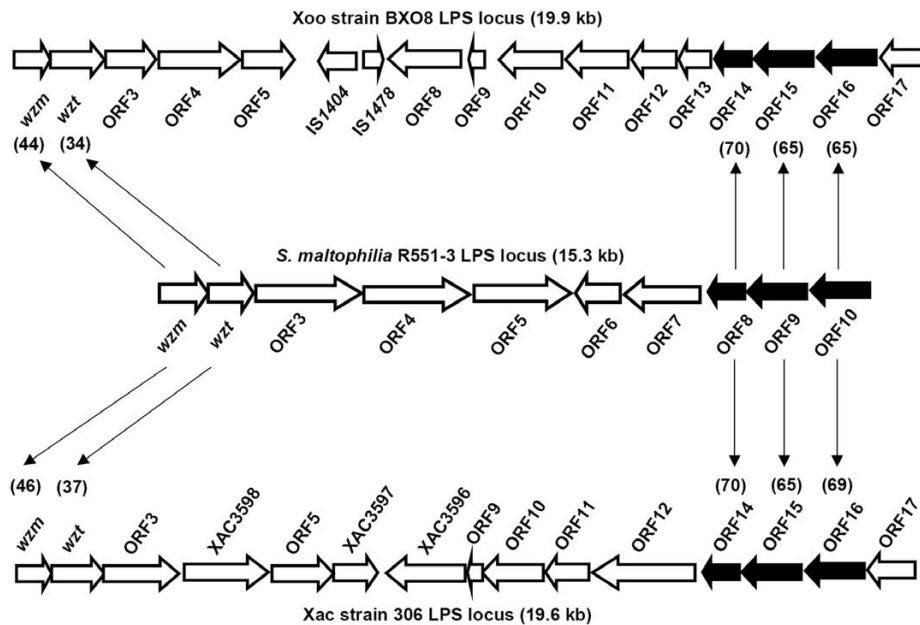 Xoo strain BXO8 LPS locus (19.9 kb)
wzm wzt ORF3 ORF4 ORF5 IS1404 IS1478 ORF8 ORF9 ORF10 ORF11 ORF12 ORF13 ORF14 ORF15 ORF16 ORF17
(44) (34) (70) (65) (65)
S. maltophilia R551-3 LPS locus (15.3 kb)
wzm wzt ORF3 ORF4 ORF5 ORF6 ORF7 ORF8 ORF9 ORF10
(46) (37) (70) (65) (69)
wzm wzt ORF3 XAC3598 ORF5 XAC3597 XAC3596 ORF9 ORF10 ORF11 ORF12 ORF14 ORF15 ORF16 ORF17
Xac strain 306 LPS locus (19.6 kb)